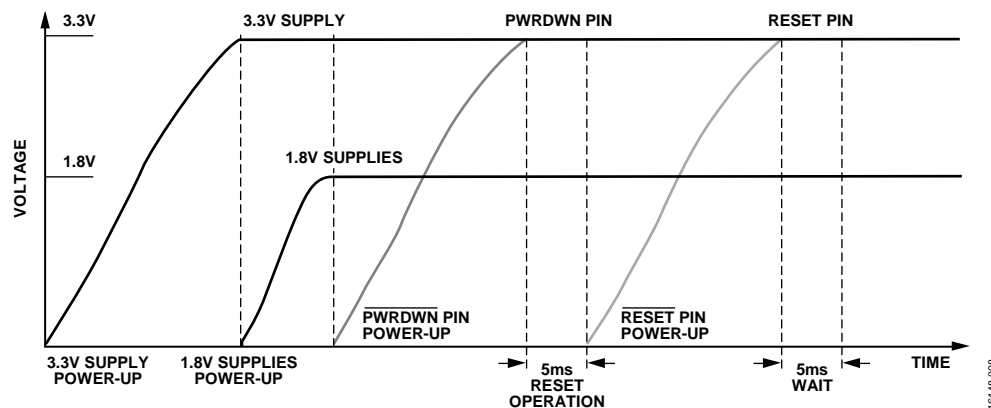 3.3V
3.3V SUPPLY
PWRDWN PIN
RESET PIN
VOLTAGE
1.8V
1.8V SUPPLIES
PWRDWN PIN
POWER-UP
RESET PIN
POWER-UP
3.3V SUPPLY
POWER-UP
1.8V SUPPLIES
POWER-UP
5ms
RESET
OPERATION
5ms
WAIT
TIME